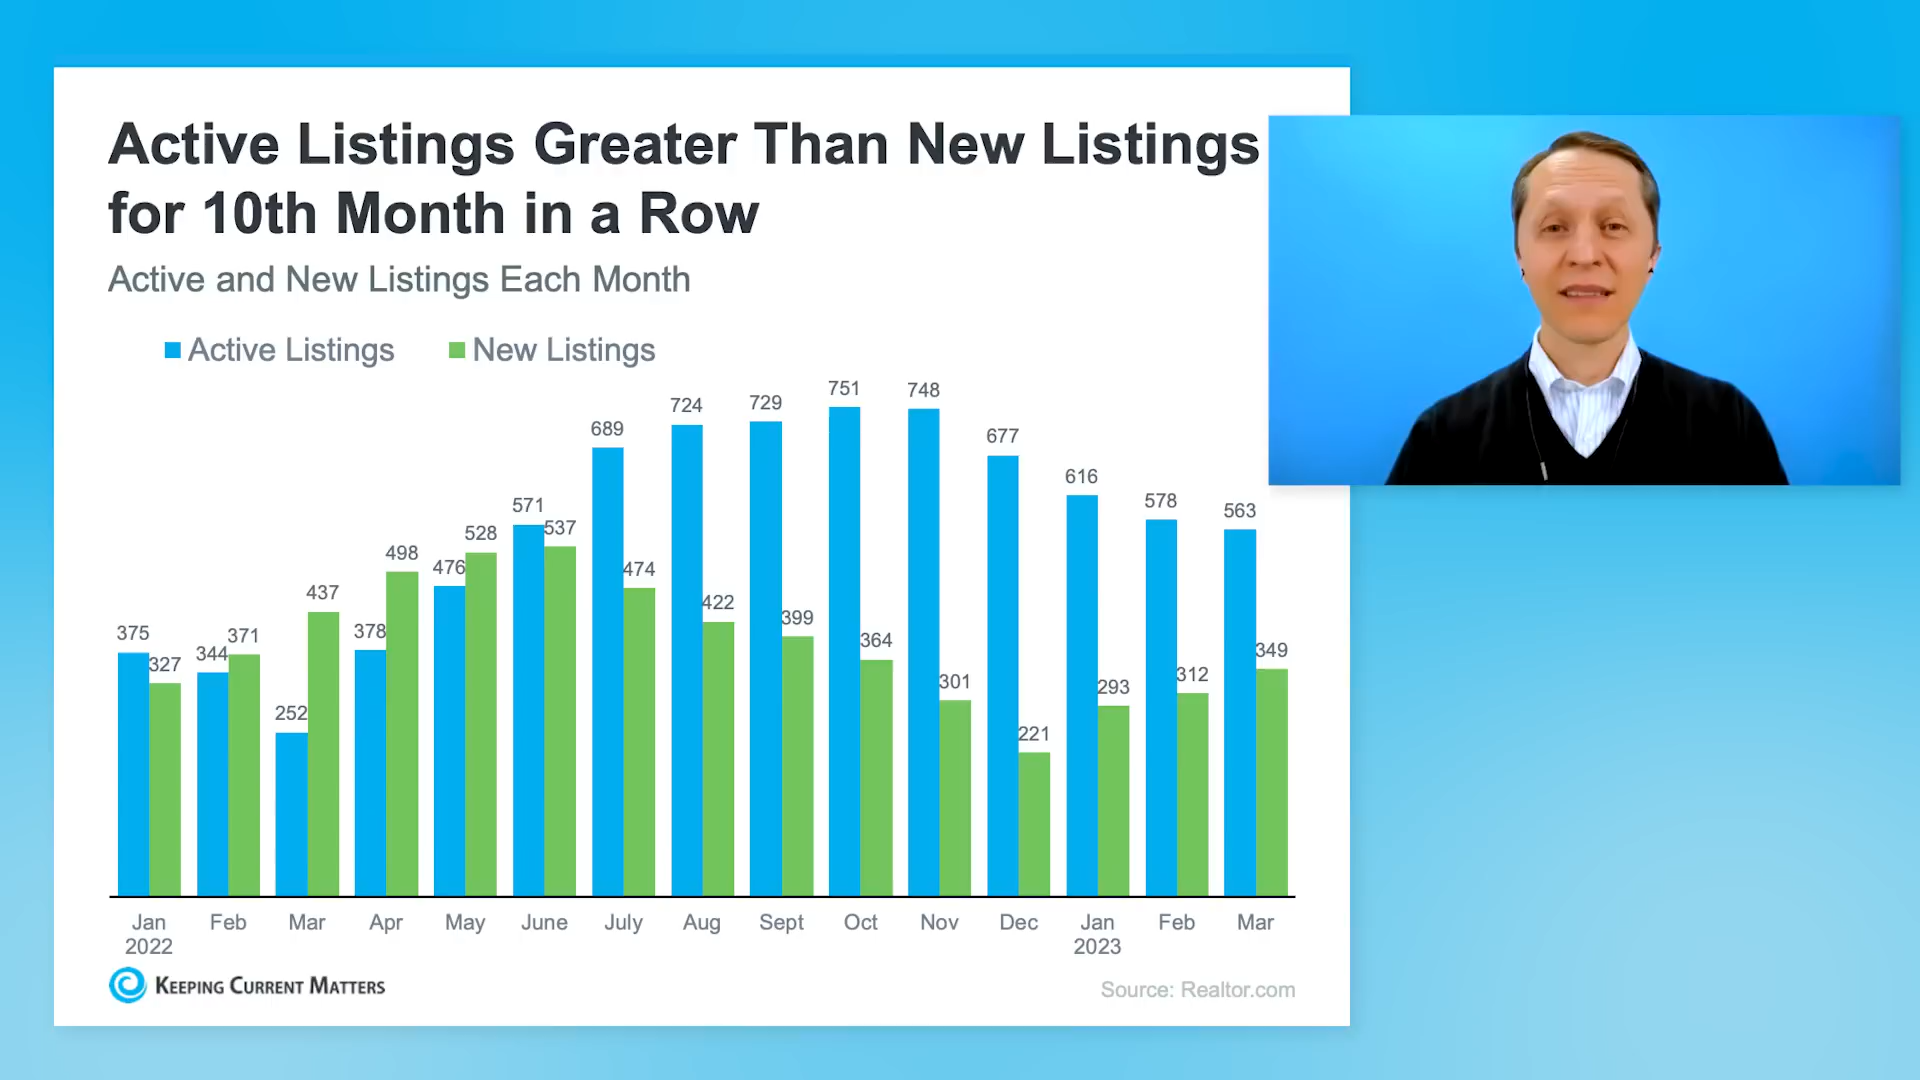 Active Listings Greater Than New Listings
for 10th Month in a Row
Active and New Listings Each Month
Active Listings New Listings
375 327 344 371 252 437 378 498 476 528 571 537 689 474 724 422 729 399 751 364 748 301 677 221 616 293 578 312 563 349
Jan Feb Mar Apr May June July Aug Sept Oct Nov Dec Jan Feb Mar
2022 2023
KEEPING CURRENT MATTERS
Source: Realtor.com